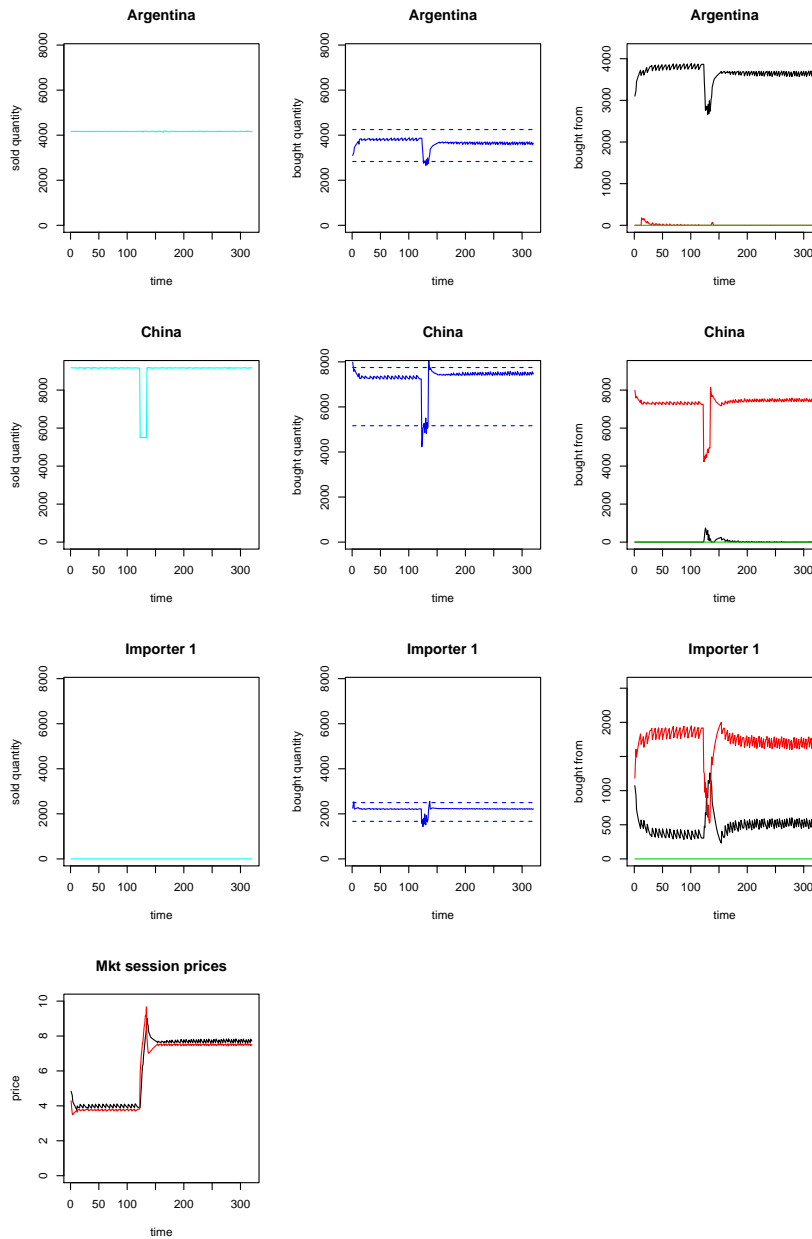 Argentina
sold quantity
0 2000 4000 6000 8000
0 50 100 200 300
time
Argentina
bought quantity
0 2000 4000 6000 8000
0 50 100 200 300
time
Argentina
bought from
0 1000 2000 3000 4000
0 50 100 200 300
time
China
sold quantity
0 2000 4000 6000 8000
0 50 100 200 300
time
China
bought quantity
0 2000 4000 6000 8000
0 50 100 200 300
time
China
bought from
0 2000 4000 6000 8000
0 50 100 200 300
time
Importer 1
sold quantity
0 2000 4000 6000 8000
0 50 100 200 300
time
Importer 1
bought quantity
0 2000 4000 6000 8000
0 50 100 200 300
time
Importer 1
bought from
0 500 1000 2000
0 50 100 200 300
time
Mkt session prices
price
0 2 4 6 8 10
0 50 100 200 300
time